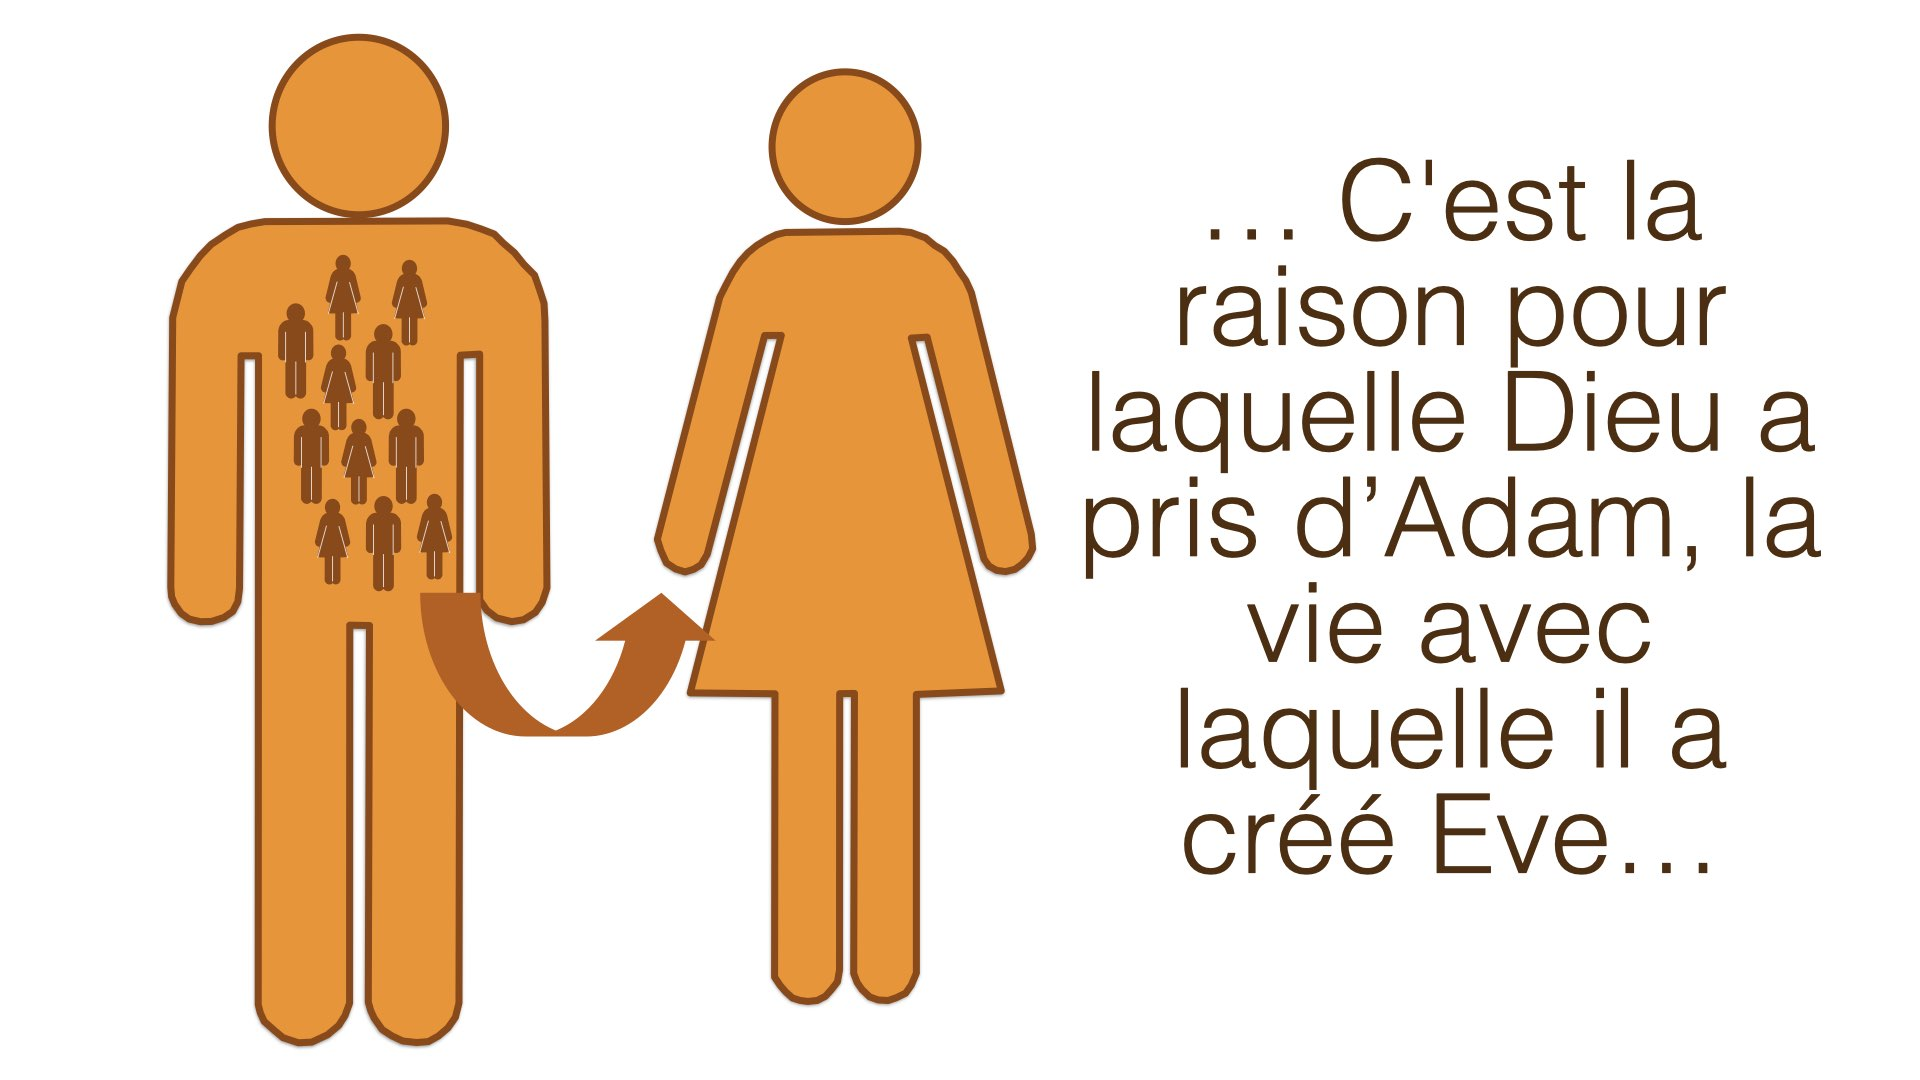 … C'est la
raison pour
laquelle Dieu a
pris d’Adam, la
vie avec
laquelle il a
créé Eve…